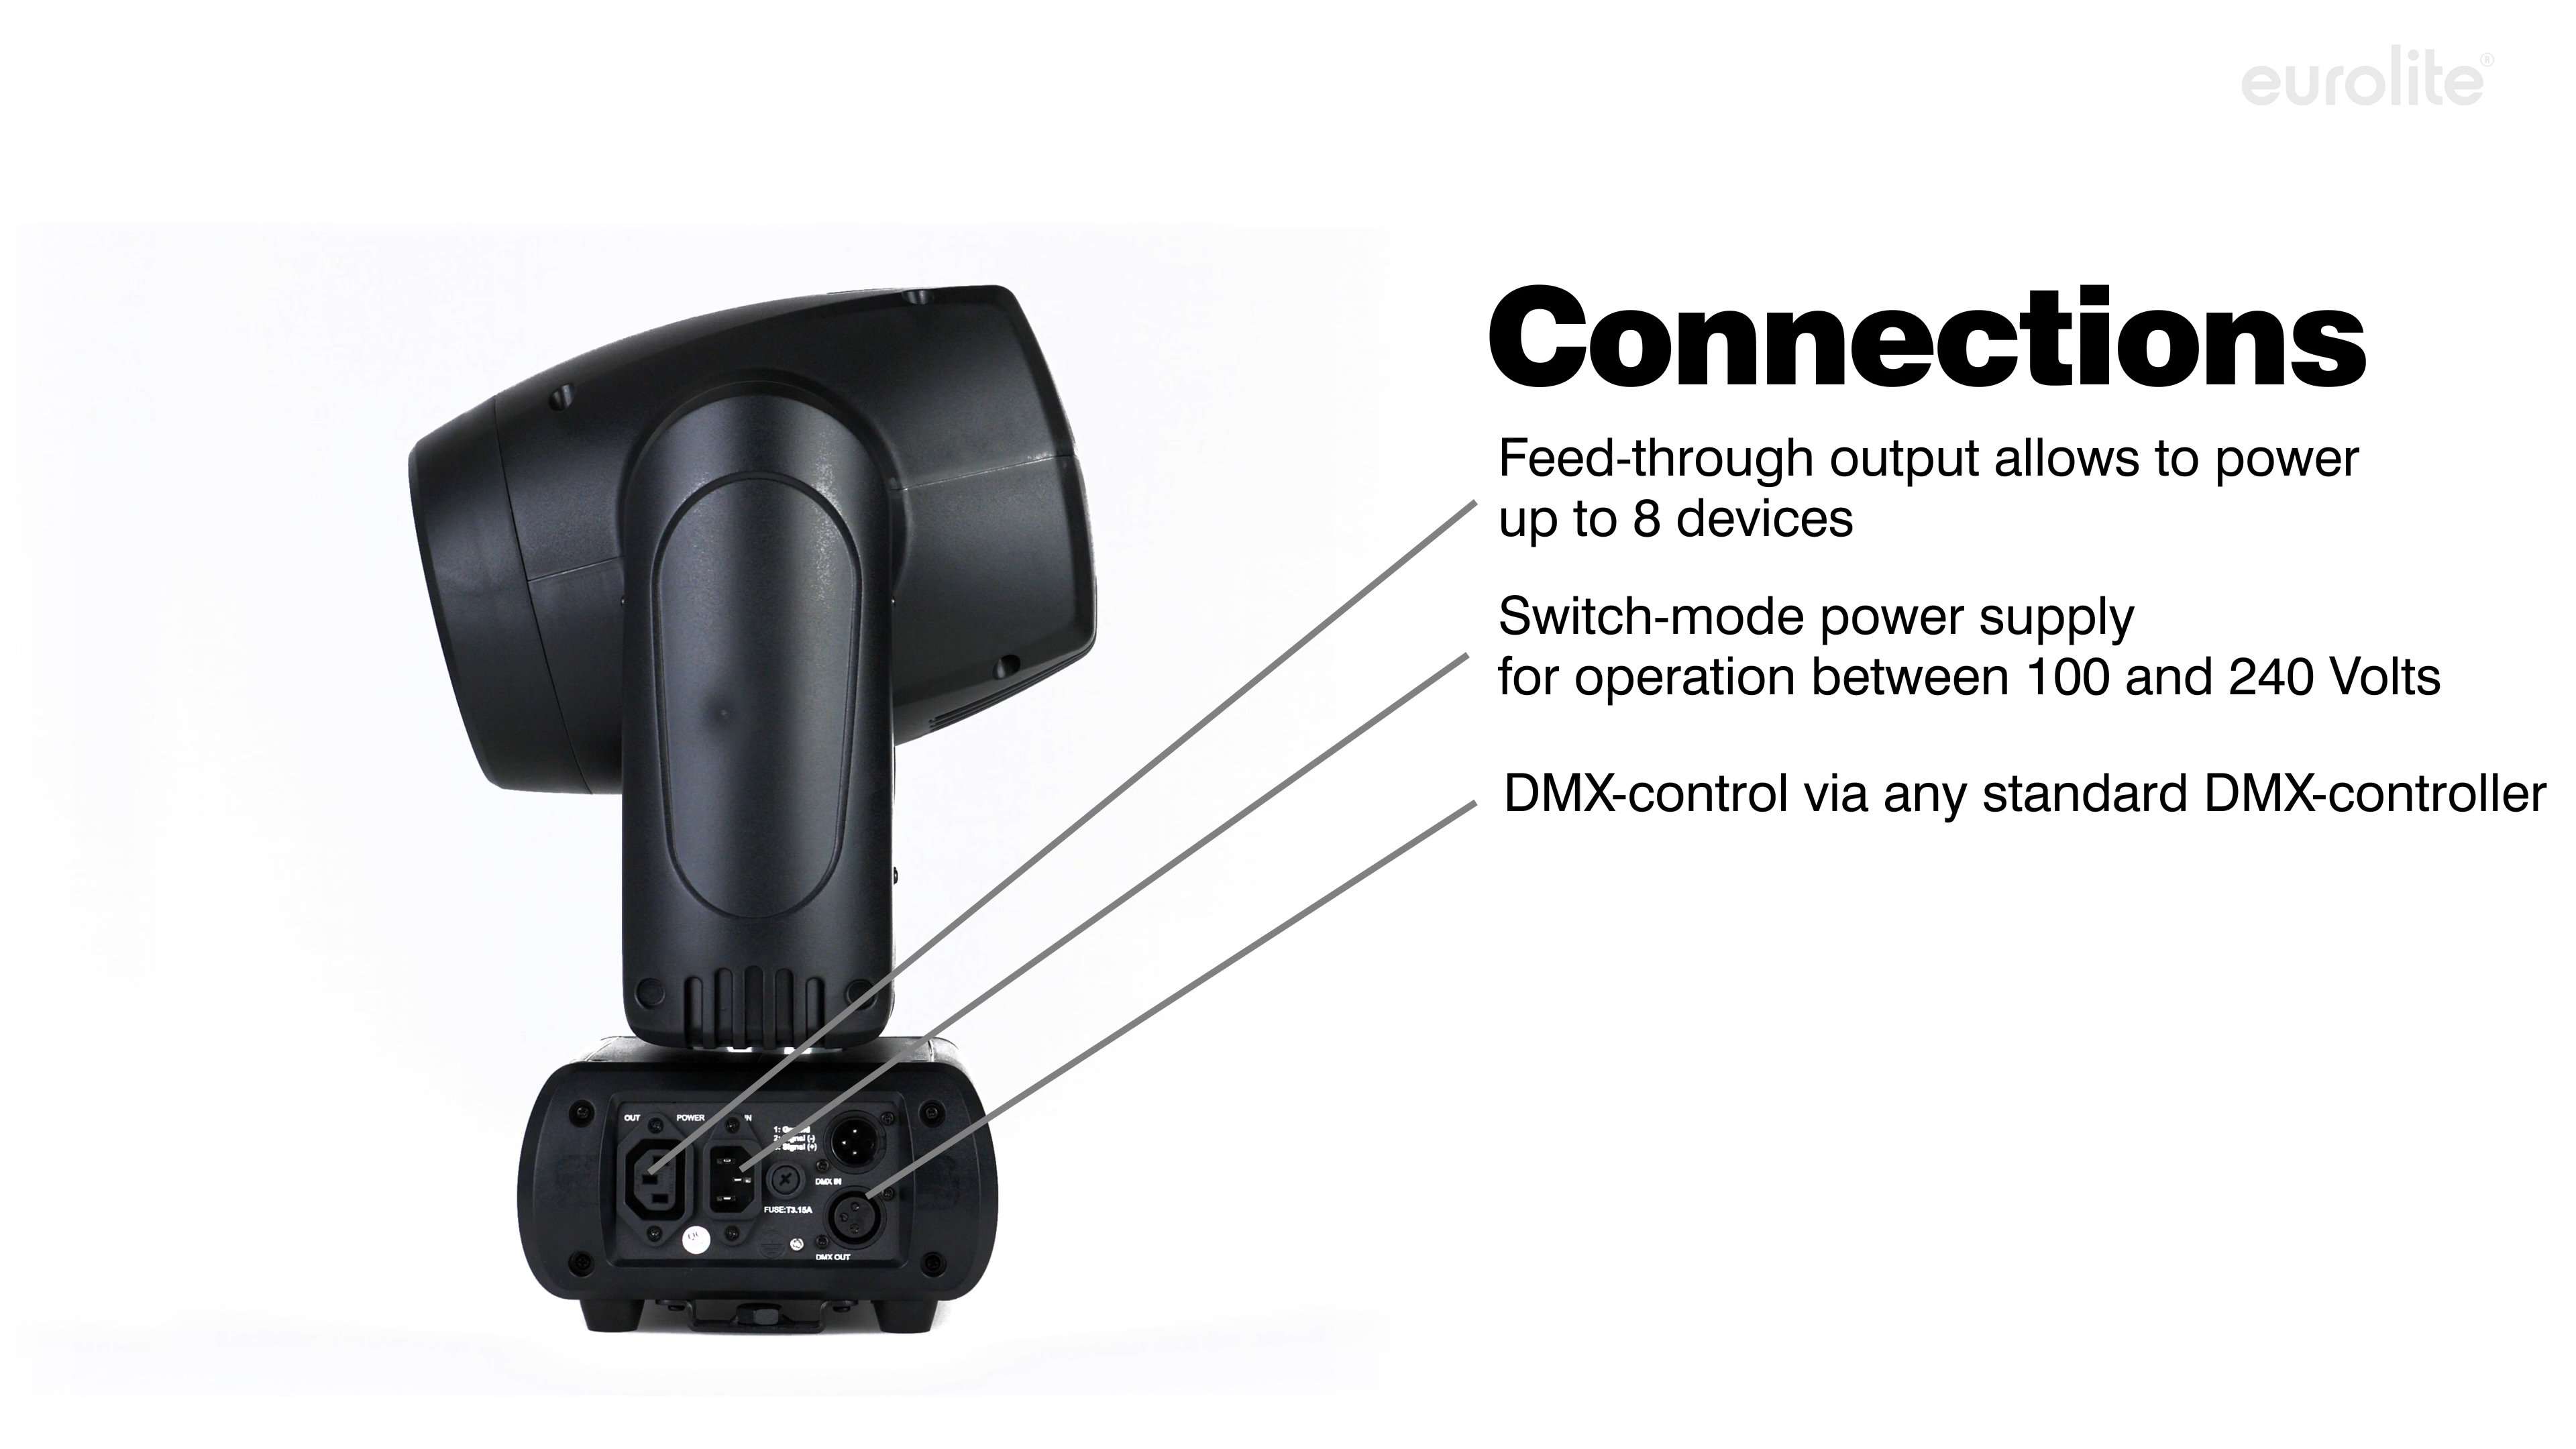 eurolite®
Connections
Feed-through output allows to power
up to 8 devices
Switch-mode power supply
for operation between 100 and 240 Volts
DMX-control via any standard DMX-controller
OUT POWER IN
DMX IN
FUSE:T3.15A
DMX OUT